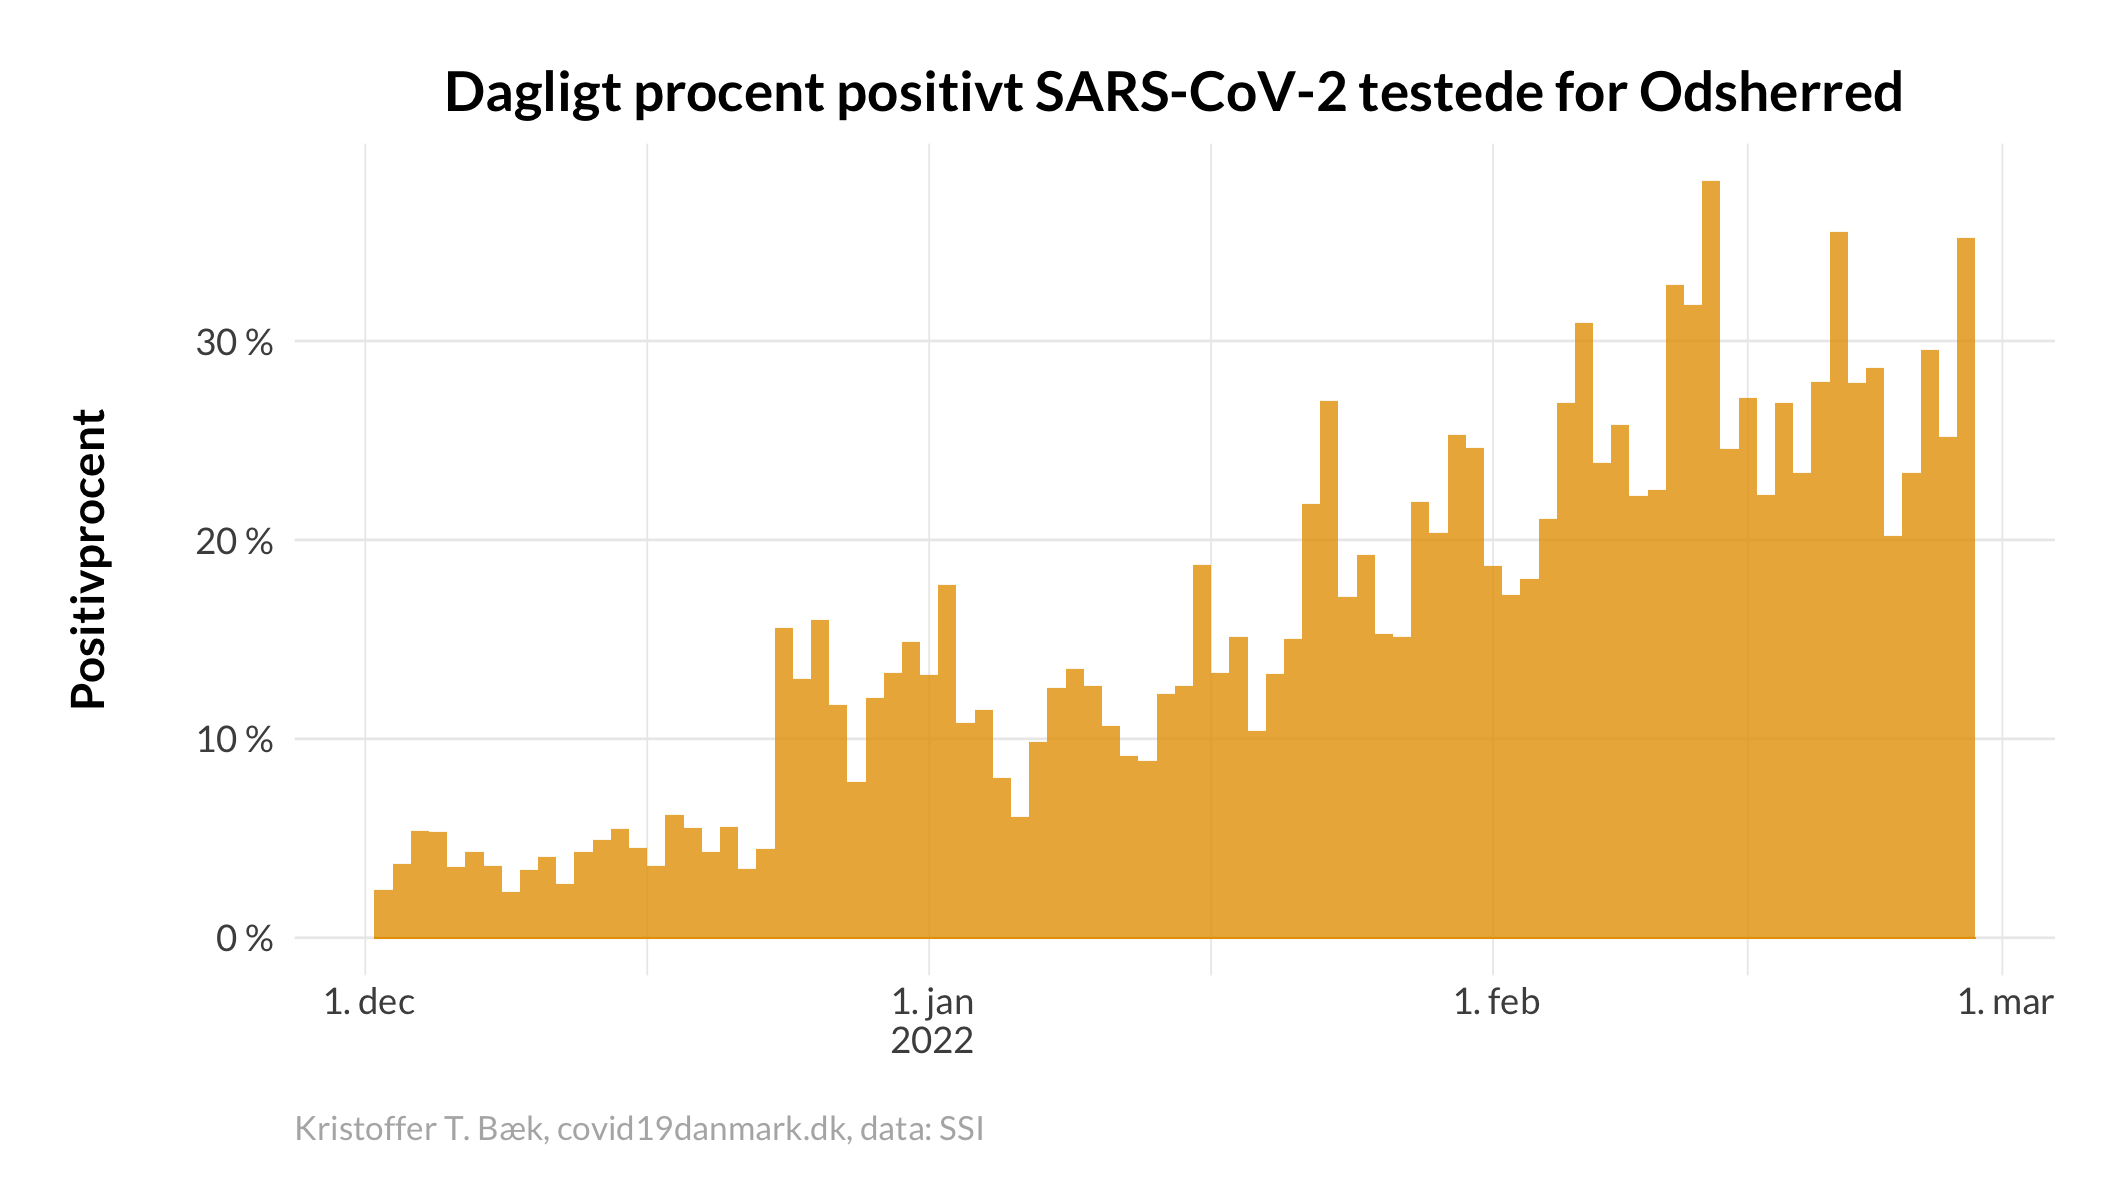 Dagligt procent positivt SARS-CoV-2 testede for Odsherred
Positivprocent
30 %
20 %
10 %
0 %
1. dec
1. jan
2022
1. feb
1. mar
Kristoffer T. Bæk, covid19danmark.dk, data: SSI